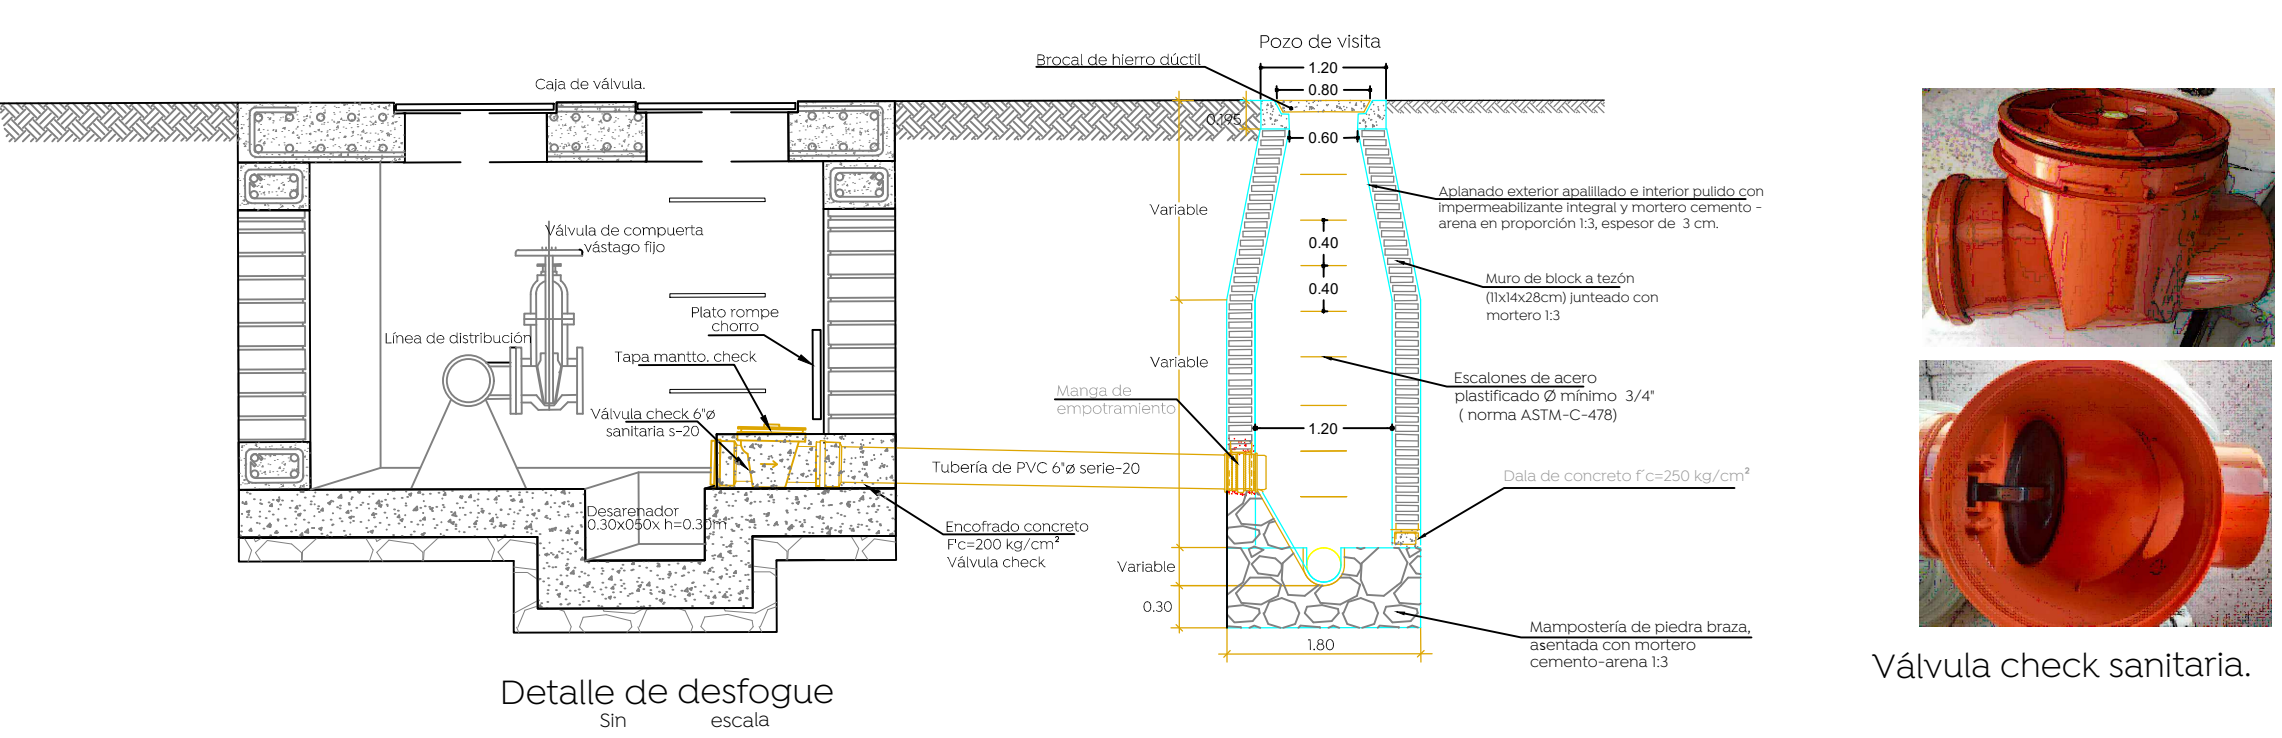 Pozo de visita
Brocal de hierro dúctil
1.20
0.80
Caja de válvula.
0.195
0.60
Aplanado exterior apalillado e interior pulido con
impermeabilizante integral y mortero cemento -
arena en proporción 1:3, espesor de 3 cm.
Variable
Válvula de compuerta
vástago fijo
0.40
0.40
Muro de block a tezón
(11x14x28cm) junteado con
mortero 1:3
Plato rompe
chorro
Línea de distribución
Tapa mantto. check
Variable
Escalones de acero
plastificado Ø mínimo 3/4"
( norma ASTM-C-478)
Manga de
empotramiento
Válvula check 6"ø
sanitaria s-20
1.20
Tubería de PVC 6"ø serie-20
Dala de concreto f´c=250 kg/cm²
Desarenador
0.30x050x h=0.30m
Encofrado concreto
F'c=200 kg/cm²
Válvula check
Variable
0.30
Mampostería de piedra braza,
asentada con mortero
cemento-arena 1:3
1.80
Válvula check sanitaria.
Detalle de desfogue
Sin escala